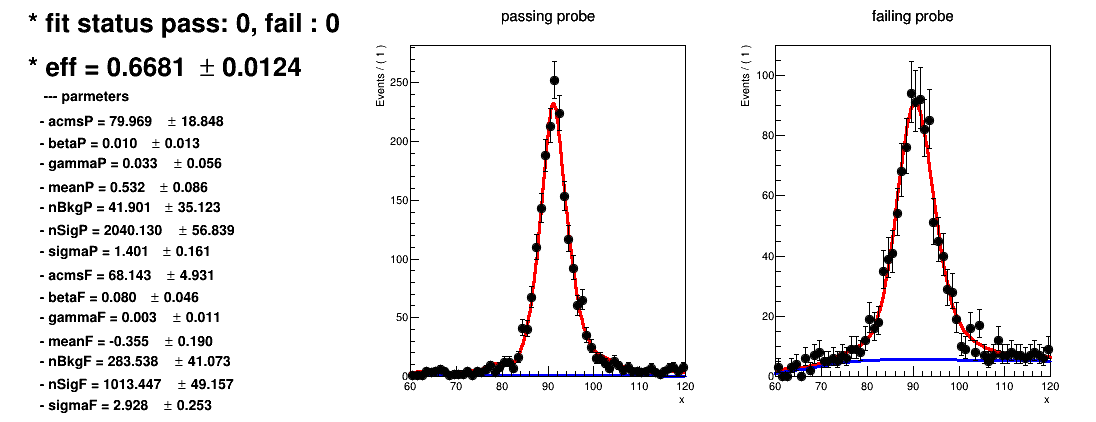 * fit status pass: 0, fail : 0
* eff = 0.6681 ± 0.0124
--- parmeters
- acmsP = 79.969 ± 18.848
- betaP = 0.010 ± 0.013
- gammaP = 0.033 ± 0.056
- meanP = 0.532 ± 0.086
- nBkgP = 41.901 ± 35.123
- nSigP = 2040.130 ± 56.839
- sigmaP = 1.401 ± 0.161
- acmsF = 68.143 ± 4.931
- betaF = 0.080 ± 0.046
- gammaF = 0.003 ± 0.011
- meanF = -0.355 ± 0.190
- nBkgF = 283.538 ± 41.073
- nSigF = 1013.447 ± 49.157
- sigmaF = 2.928 ± 0.253
passing probe
Events / ( 1 )
250
200
150
100
50
0
60 70 80 90 100 110 120
x
failing probe
Events / ( 1 )
100
80
60
40
20
0
60 70 80 90 100 110 120
x